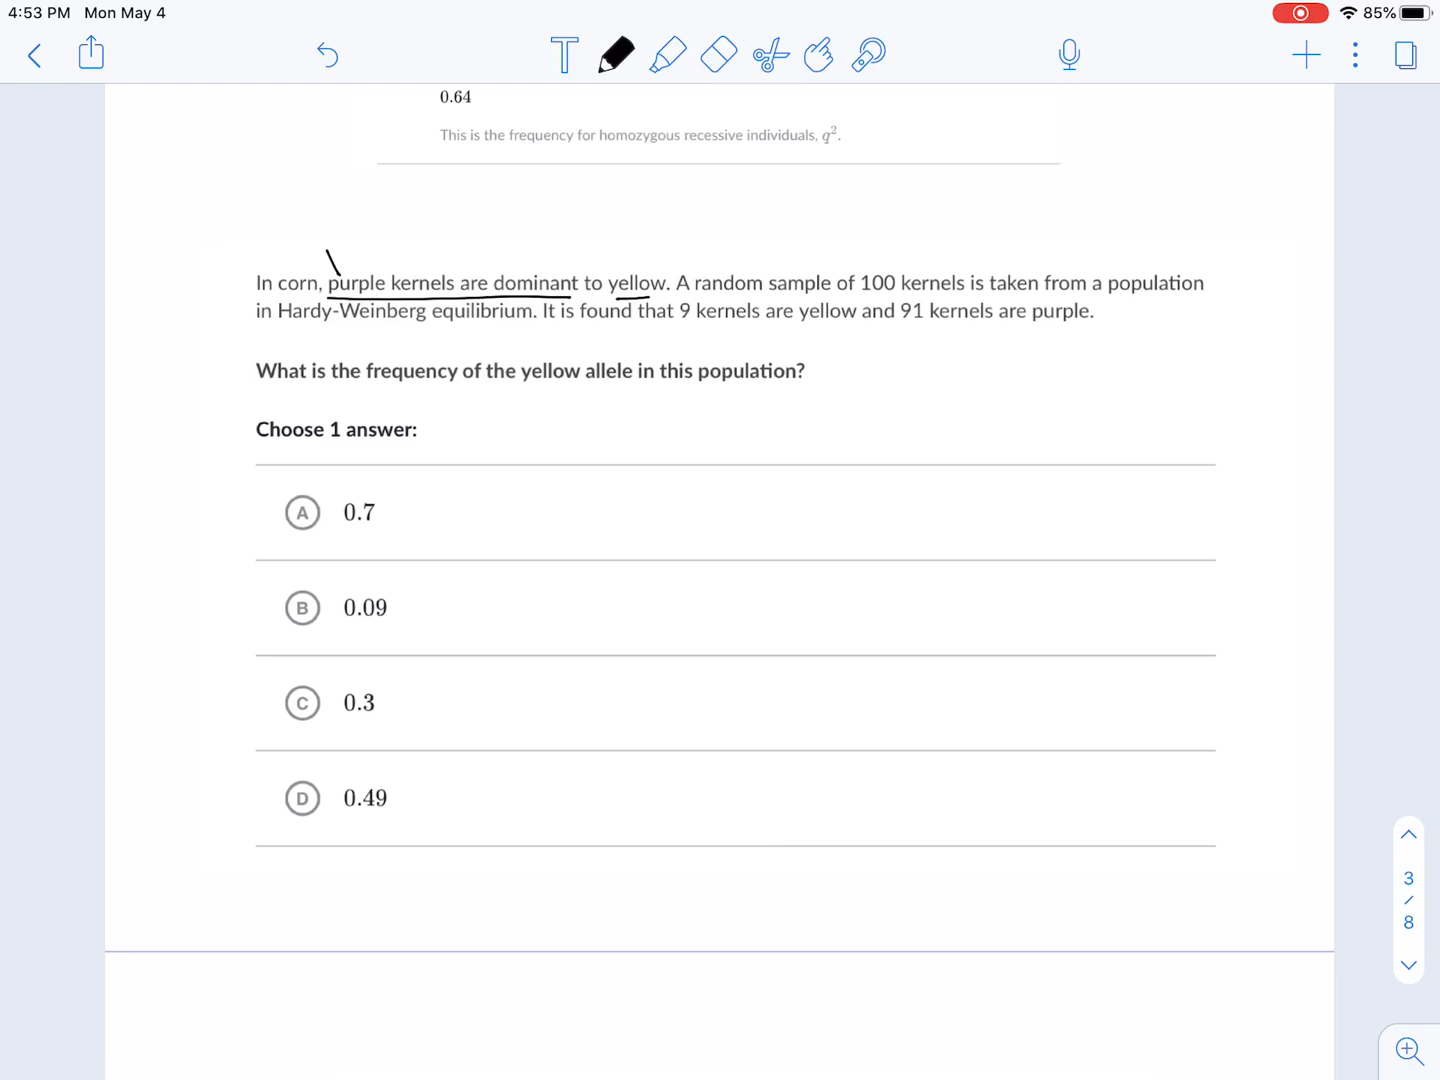 4:53 PM Mon May 4
85%
T
0.64
This is the frequency for homozygous recessive individuals, q².
In corn, purple kernels are dominant to yellow. A random sample of 100 kernels is taken from a population
in Hardy-Weinberg equilibrium. It is found that 9 kernels are yellow and 91 kernels are purple.
What is the frequency of the yellow allele in this population?
Choose 1 answer:
A 0.7
B 0.09
C 0.3
D 0.49
3
/
8